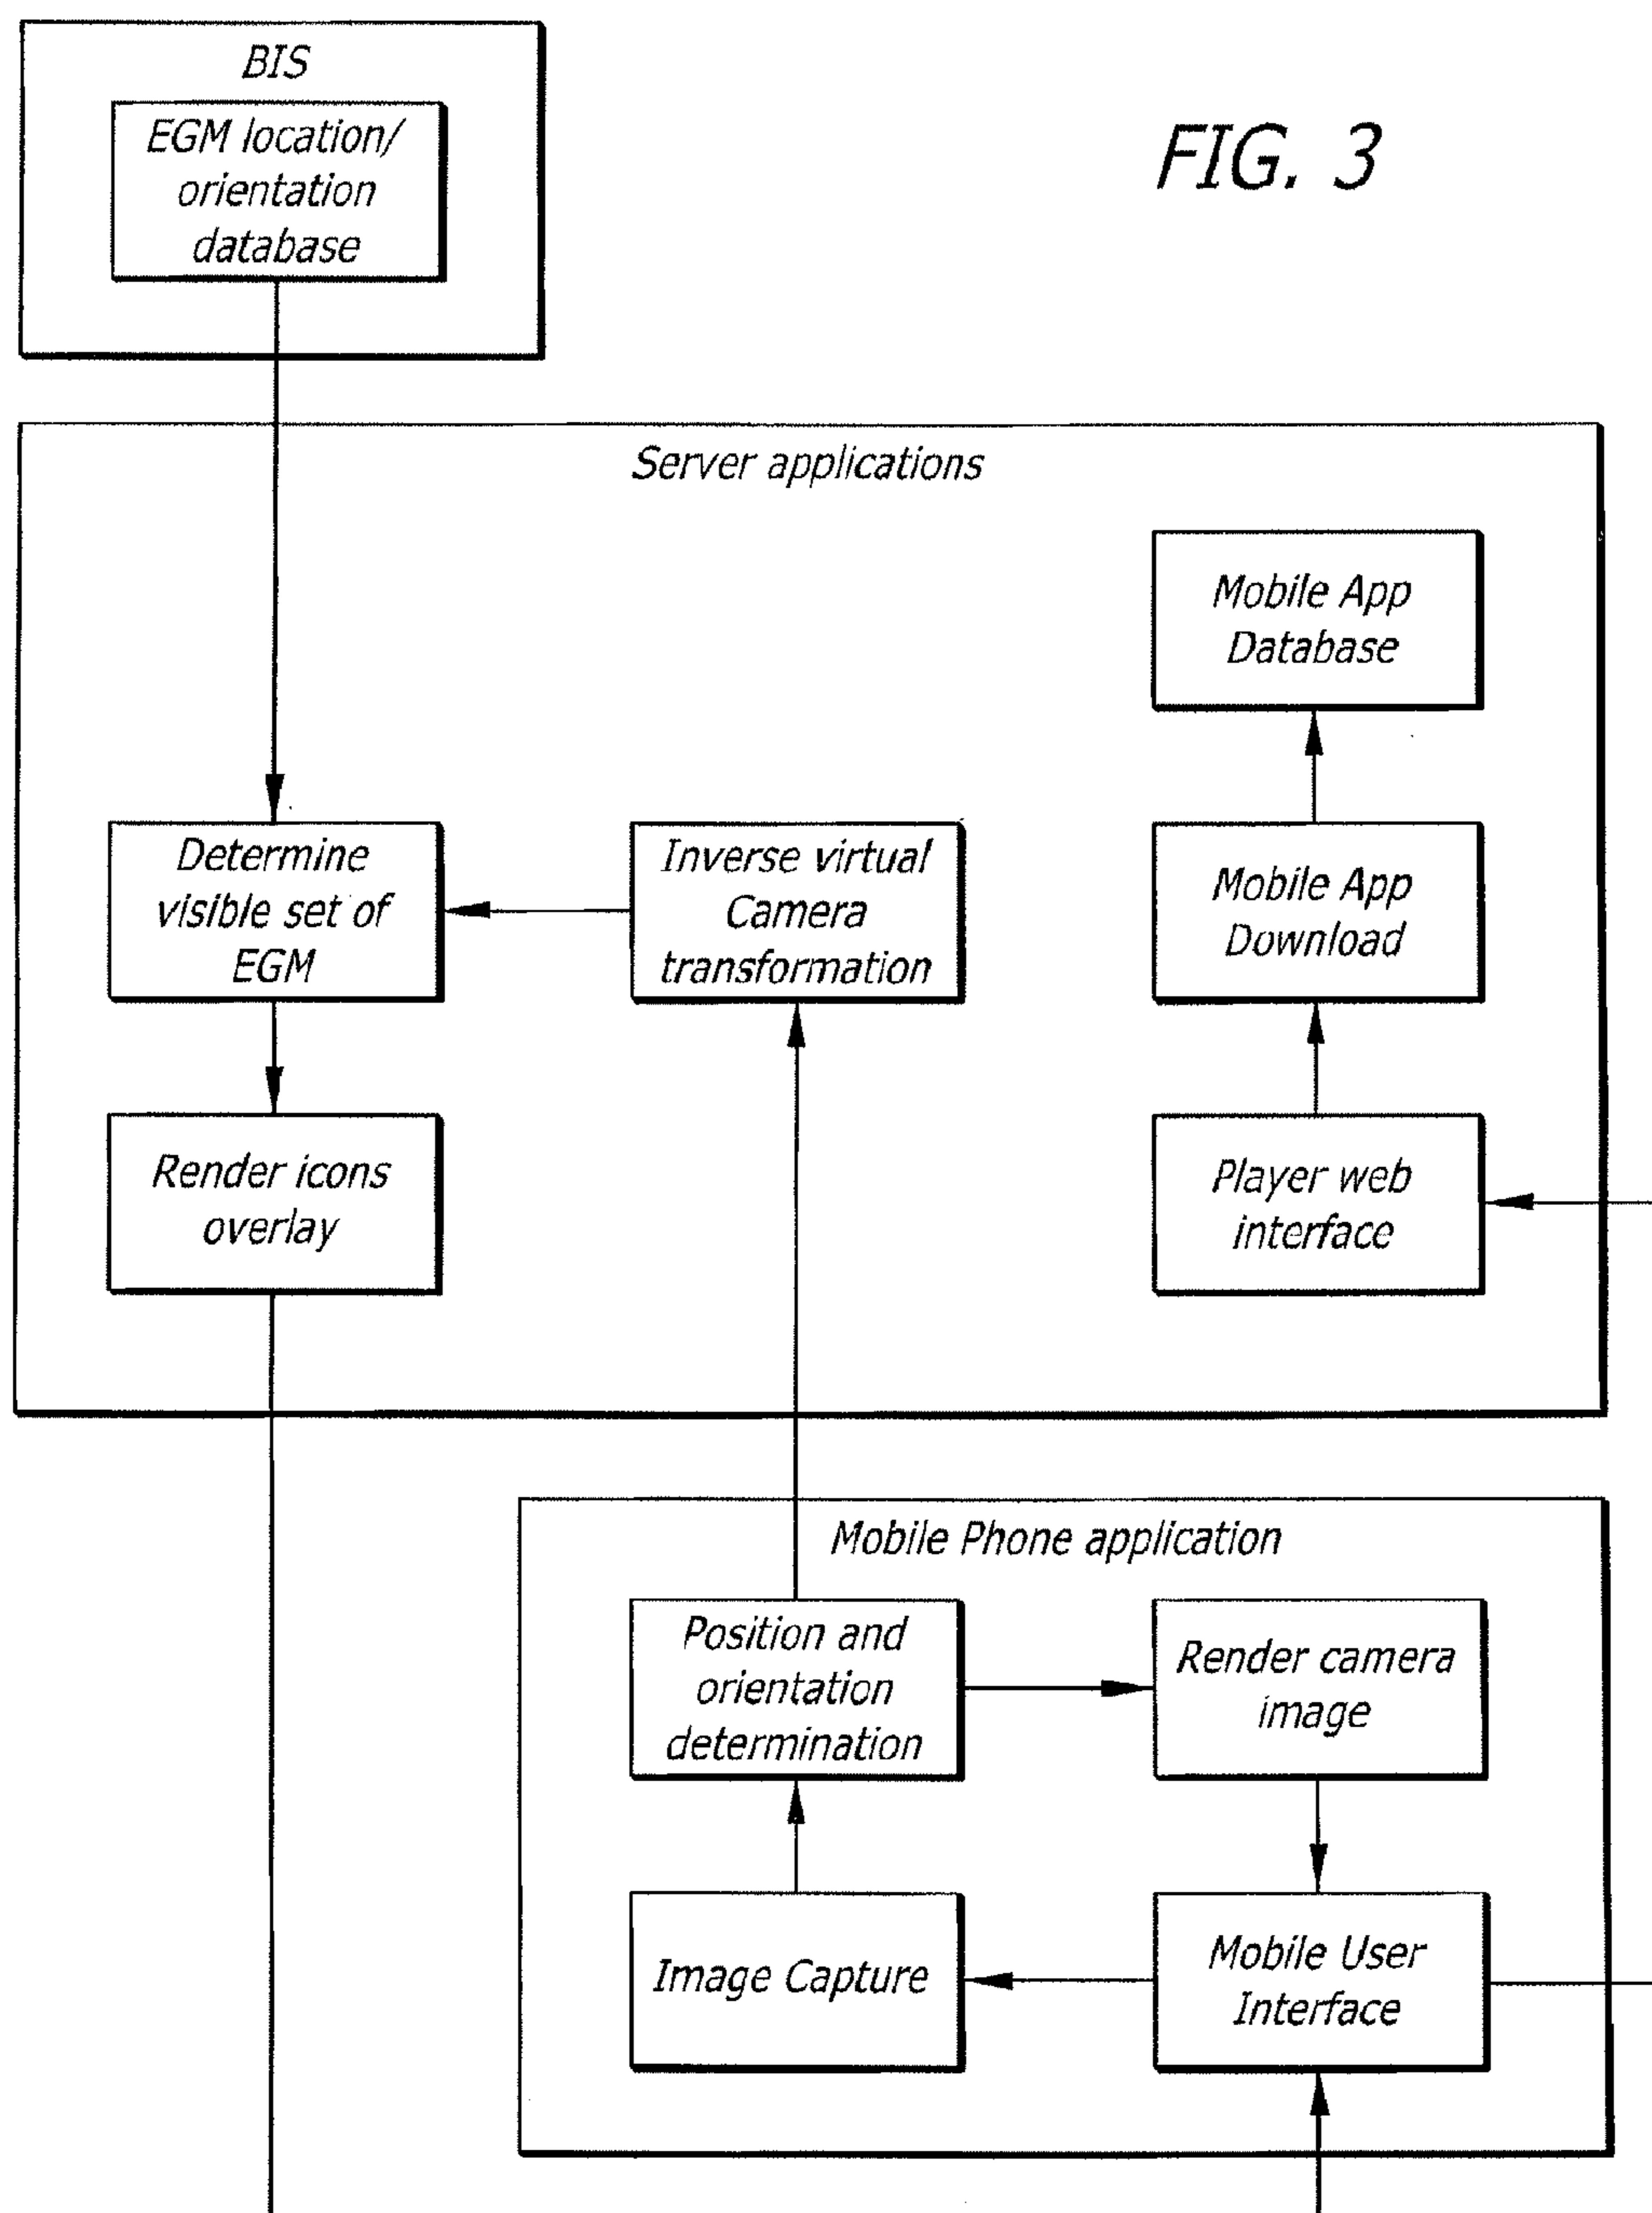 BIS
EGM location/
orientation
database
FIG. 3
Server applications
Mobile App
Database
Determine
visible set of
EGM
Inverse virtual
Camera
transformation
Mobile App
Download
Render icons
overlay
Player web
interface
Mobile Phone application
Position and
orientation
determination
Render camera
image
Image Capture
Mobile User
Interface